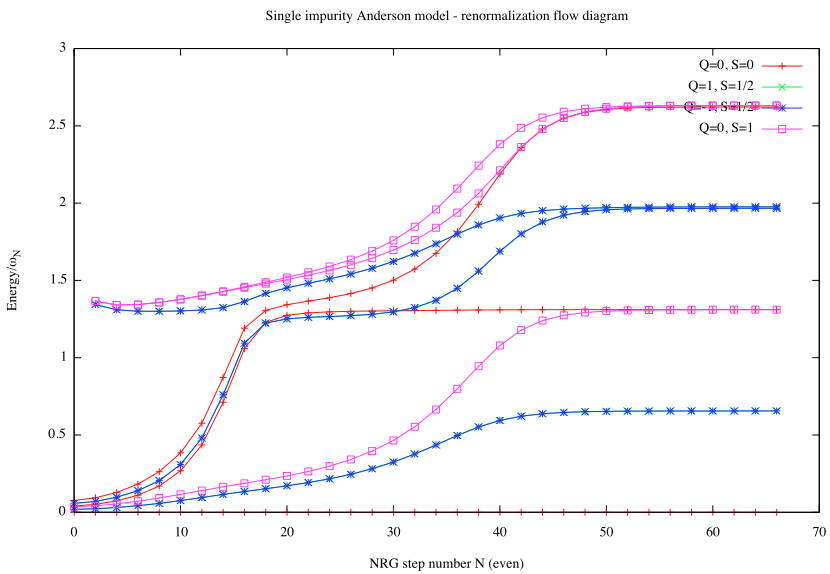 Single impurity Anderson model - renormalization flow diagram
3
2.5
2
1.5
1
0.5
0
Energy/ωN
Q=0, S=0
Q=1, S=1/2
Q=-1, S=1/2
Q=0, S=1
0 10 20 30 40 50 60 70
NRG step number N (even)